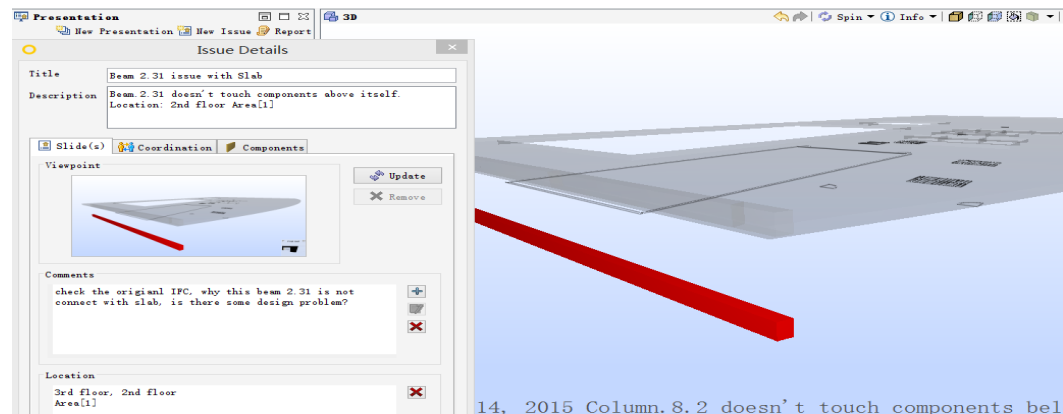 Presentation
3D
Spin
Info
New Presentation
New Issue
Report
Issue Details
Title
Beam 2.31 issue with Slab
Description
Beam.2.31 doesn't touch components above itself.
Location: 2nd floor Area[1]
Slide(s)
Coordination
Components
Viewpoint
Update
Remove
Comments
check the origianl IFC, why this beam 2.31 is not
connect with slab, is there some design problem?
Location
3rd floor, 2nd floor
Area[1]
14, 2015 Column.8.2 doesn't touch components bel